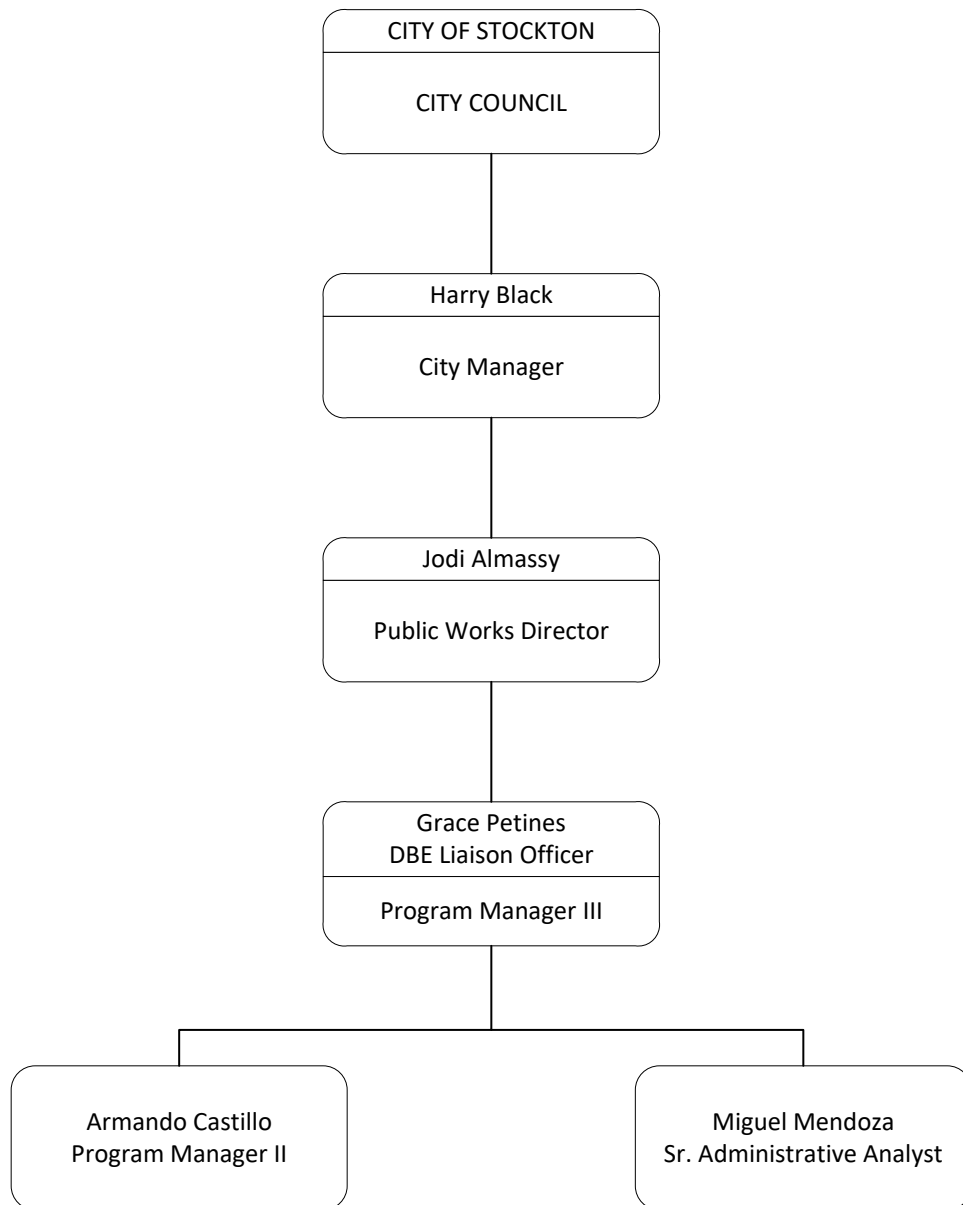 CITY OF STOCKTON
CITY COUNCIL
Harry Black
City Manager
Jodi Almassy
Public Works Director
Grace Petines
DBE Liaison Officer
Program Manager III
Armando Castillo
Program Manager II
Miguel Mendoza
Sr. Administrative Analyst